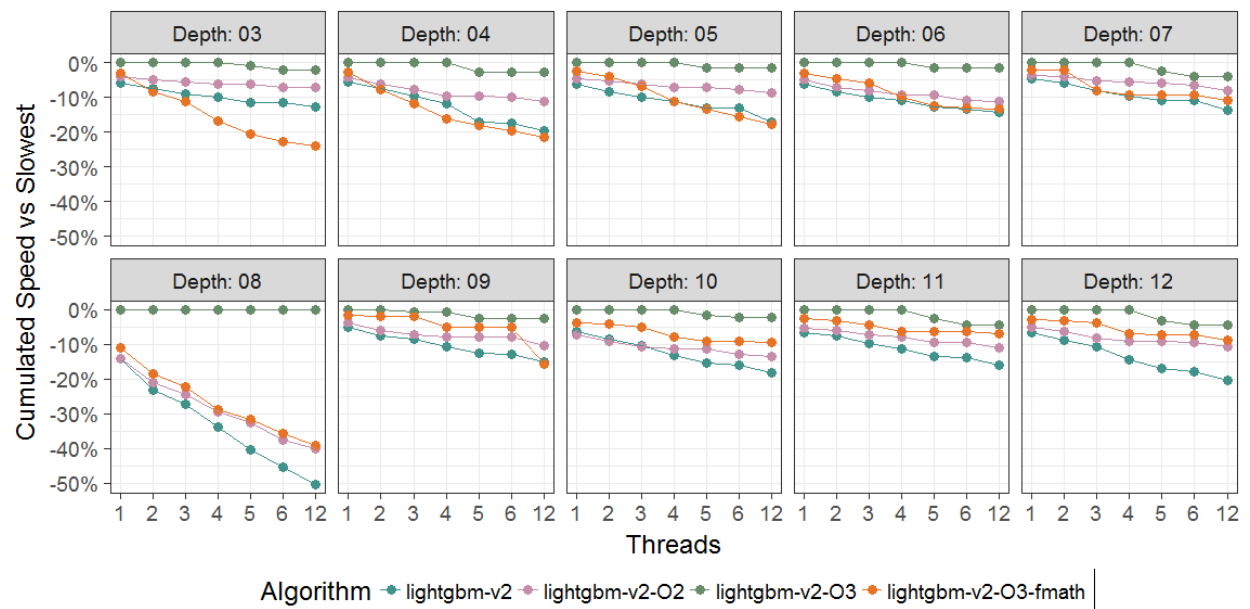 Depth: 03 Depth: 04 Depth: 05 Depth: 06 Depth: 07
0%
-10%
-20%
-30%
-40%
-50%
Depth: 08 Depth: 09 Depth: 10 Depth: 11 Depth: 12
0%
-10%
-20%
-30%
-40%
-50%
Cumulated Speed vs Slowest
1 2 3 4 5 6 12 1 2 3 4 5 6 12 1 2 3 4 5 6 12 1 2 3 4 5 6 12 1 2 3 4 5 6 12
Threads
Algorithm lightgbm-v2 lightgbm-v2-O2 lightgbm-v2-O3 lightgbm-v2-O3-fmath